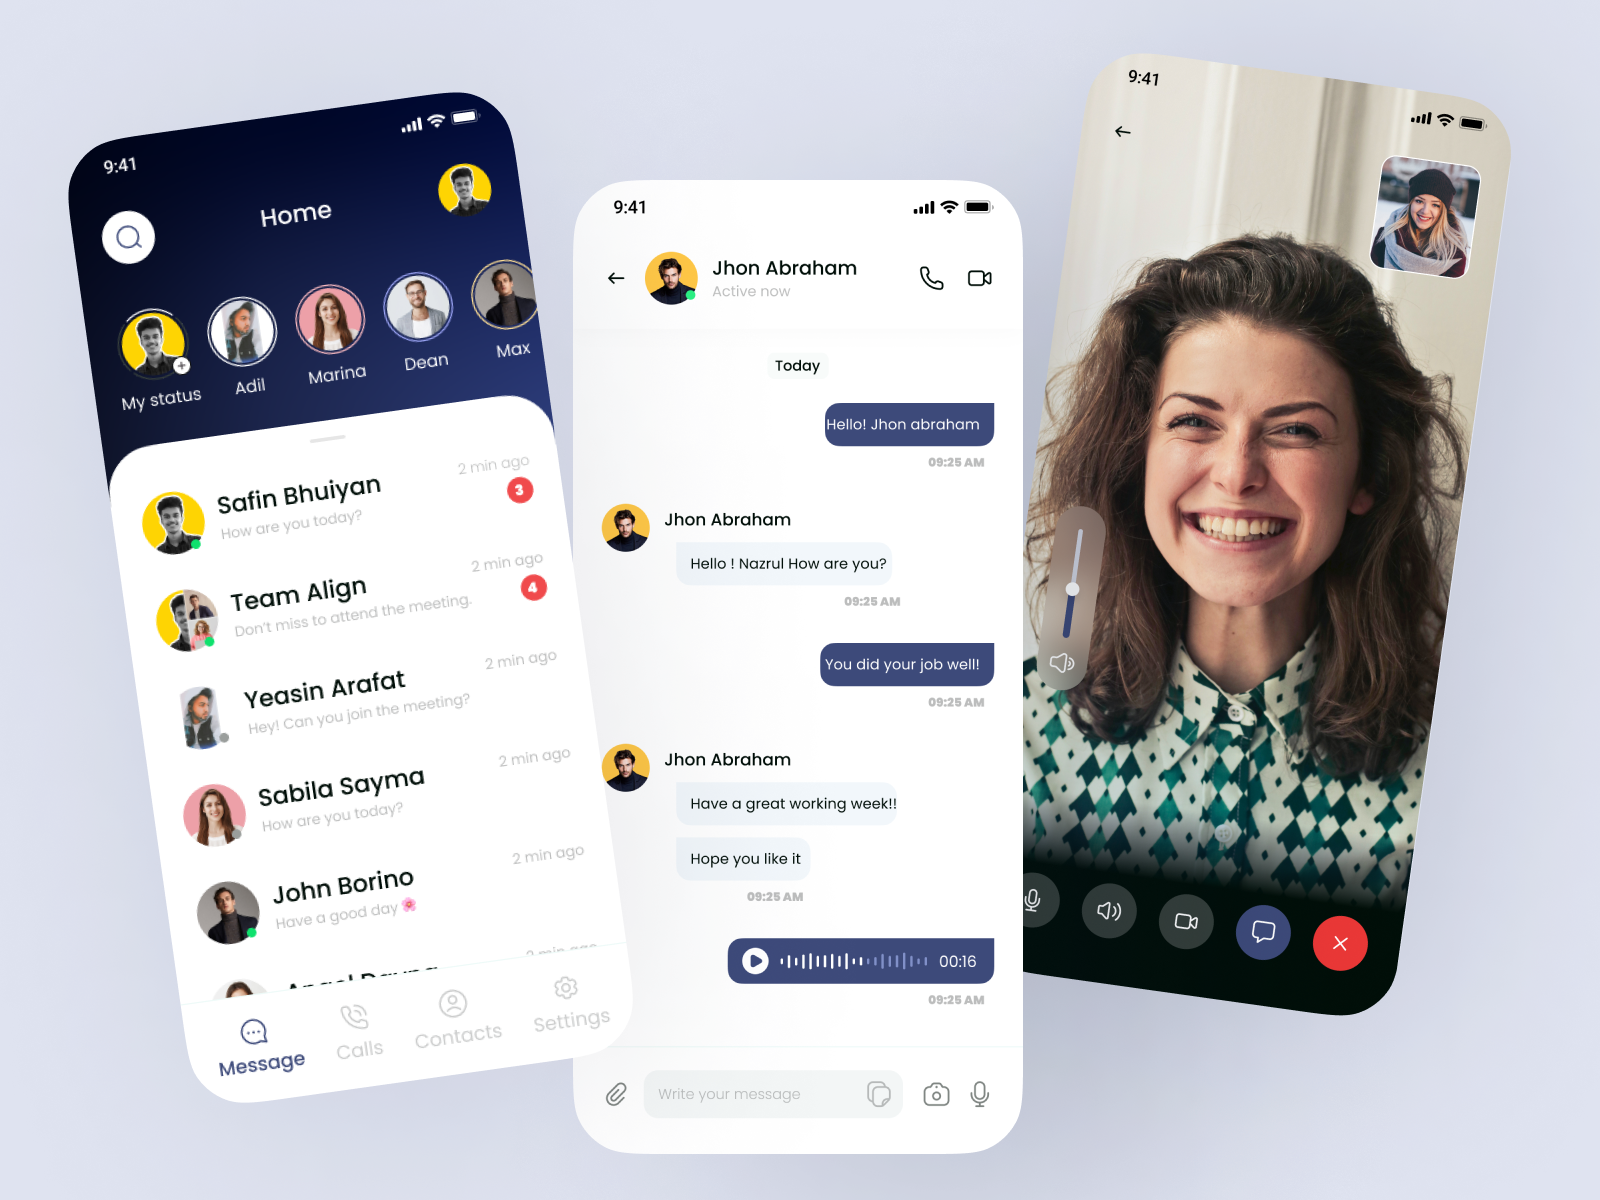 9:41
Home
My status
Adil
Marina
Dean
Max
Safin Bhuiyan
2 min ago
How are you today?
3
Team Align
2 min ago
Don't miss to attend the meeting.
4
Yeasin Arafat
2 min ago
Hey! Can you join the meeting?
Sabila Sayma
2 min ago
How are you today?
John Borino
2 min ago
Have a good day 🌸
2 min ago
Message
Calls
Contacts
Settings
9:41
Jhon Abraham
Active now
Today
Hello! Jhon abraham
09:25 AM
Jhon Abraham
Hello ! Nazrul How are you?
09:25 AM
You did your job well!
09:25 AM
Jhon Abraham
Have a great working week!!
Hope you like it
09:25 AM
00:16
09:25 AM
Write your message
9:41